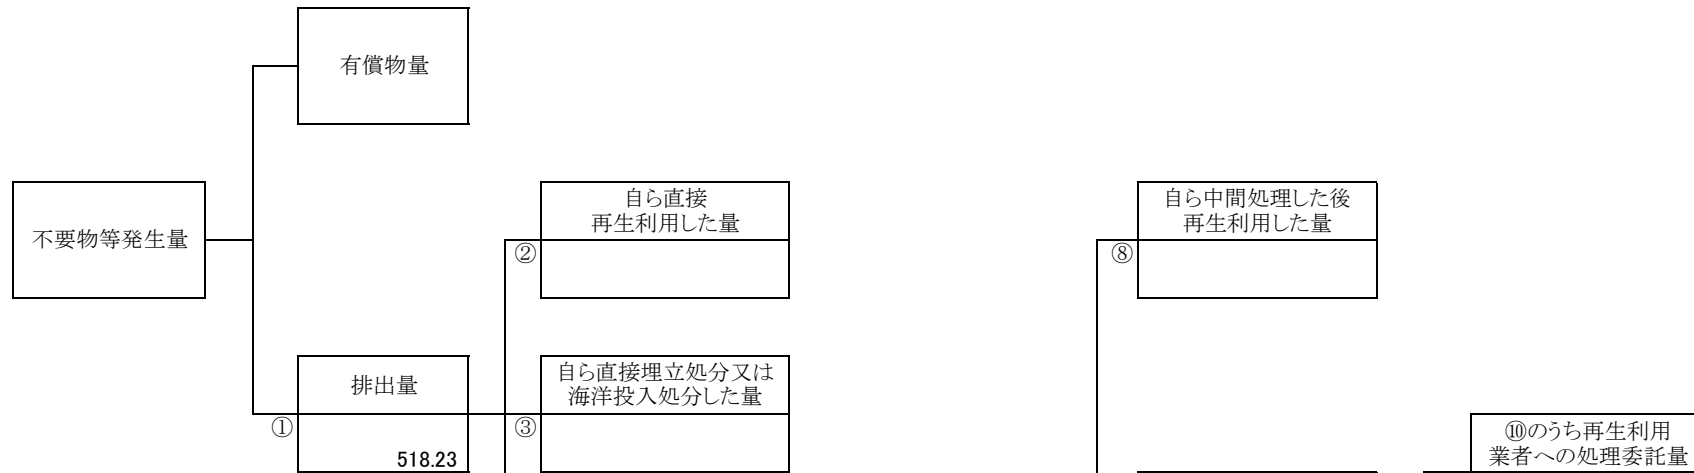 有償物量
不要物等発生量
自ら直接
再生利用した量
②
自ら中間処理した後
再生利用した量
⑧
排出量
①
518.23
自ら直接埋立処分又は
海洋投入処分した量
③
⑩のうち再生利用
業者への処理委託量